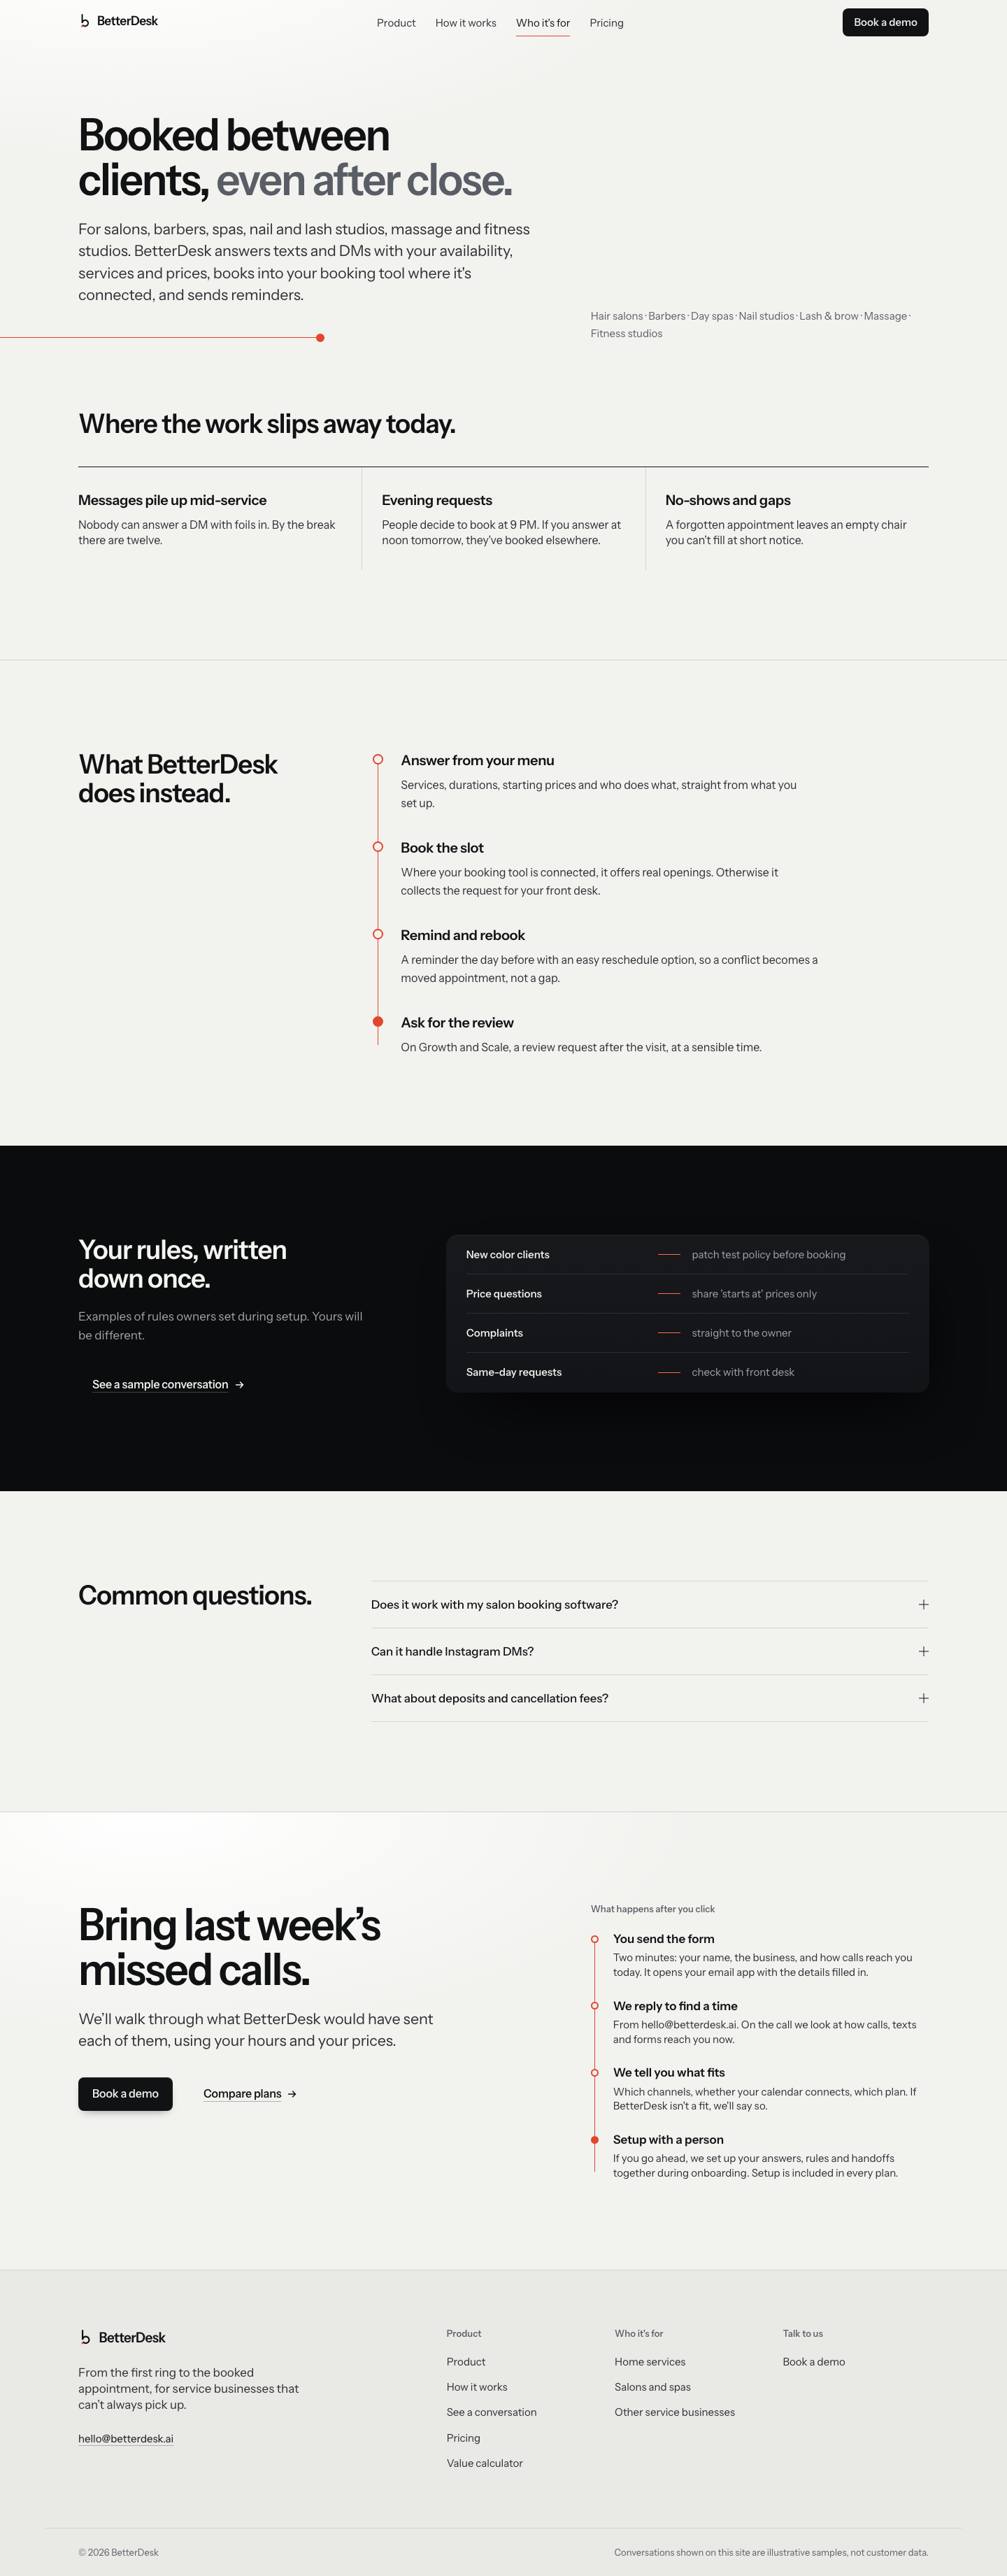 BetterDesk
Product
How it works
Who it's for
Pricing
Book a demo
Booked between
clients, even after close.
For salons, barbers, spas, nail and lash studios, massage and fitness
studios. BetterDesk answers texts and DMs with your availability,
services and prices, books into your booking tool where it's
connected, and sends reminders.
Hair salons · Barbers · Day spas · Nail studios · Lash & brow · Massage ·
Fitness studios
Where the work slips away today.
Messages pile up mid-service
Nobody can answer a DM with foils in. By the break
there are twelve.
Evening requests
People decide to book at 9 PM. If you answer at
noon tomorrow, they've booked elsewhere.
No-shows and gaps
A forgotten appointment leaves an empty chair
you can't fill at short notice.
What BetterDesk
does instead.
Answer from your menu
Services, durations, starting prices and who does what, straight from what you
set up.
Book the slot
Where your booking tool is connected, it offers real openings. Otherwise it
collects the request for your front desk.
Remind and rebook
A reminder the day before with an easy reschedule option, so a conflict becomes a
moved appointment, not a gap.
Ask for the review
On Growth and Scale, a review request after the visit, at a sensible time.
Your rules, written
down once.
Examples of rules owners set during setup. Yours will
be different.
See a sample conversation →
New color clients — patch test policy before booking
Price questions — share 'starts at' prices only
Complaints — straight to the owner
Same-day requests — check with front desk
Common questions.
Does it work with my salon booking software? +
Can it handle Instagram DMs? +
What about deposits and cancellation fees? +
Bring last week’s
missed calls.
We’ll walk through what BetterDesk would have sent
each of them, using your hours and your prices.
Book a demo
Compare plans →
What happens after you click
You send the form
Two minutes: your name, the business, and how calls reach you
today. It opens your email app with the details filled in.
We reply to find a time
From hello@betterdesk.ai. On the call we look at how calls, texts
and forms reach you now.
We tell you what fits
Which channels, whether your calendar connects, which plan. If
BetterDesk isn't a fit, we'll say so.
Setup with a person
If you go ahead, we set up your answers, rules and handoffs
together during onboarding. Setup is included in every plan.
BetterDesk
From the first ring to the booked
appointment, for service businesses that
can't always pick up.
hello@betterdesk.ai
Product
Product
How it works
See a conversation
Pricing
Value calculator
Who it's for
Home services
Salons and spas
Other service businesses
Talk to us
Book a demo
© 2026 BetterDesk
Conversations shown on this site are illustrative samples, not customer data.